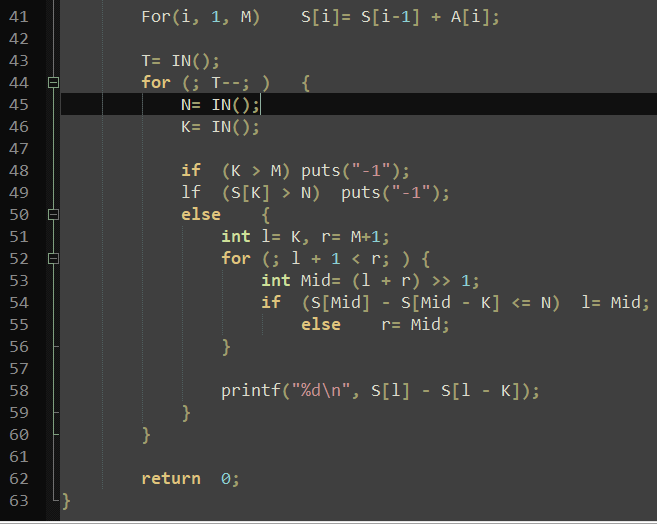 41 For(i, 1, M) S[i]= S[i-1] + A[i];
42
43 T= IN();
44 for (; T--; ) {
45 N= IN();
46 K= IN();
47
48 if (K > M) puts("-1");
49 lf (S[K] > N) puts("-1");
50 else {
51 int l= K, r= M+1;
52 for (; l + 1 < r; ) {
53 int Mid= (l + r) >> 1;
54 if (S[Mid] - S[Mid - K] <= N) l= Mid;
55 else r= Mid;
56 }
57
58 printf("%d\n", S[l] - S[l - K]);
59 }
60 }
61
62 return 0;
63 }